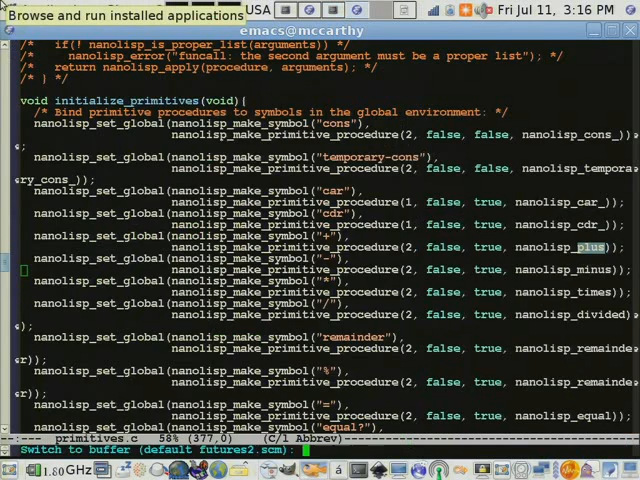 Browse and run installed applications
USA
Fri Jul 11, 3:16 PM
emacs@mccarthy
/*   if(! nanolisp_is_proper_list(arguments)) */
/*     nanolisp_error("funcall: the second argument must be a proper list"); */
/*   return nanolisp_apply(procedure, arguments); */
/* } */
void initialize_primitives(void){
/* Bind primitive procedures to symbols in the global environment: */
nanolisp_set_global(nanolisp_make_symbol("cons"),
nanolisp_make_primitive_procedure(2, false, false, nanolisp_cons_))
;
nanolisp_set_global(nanolisp_make_symbol("temporary-cons"),
nanolisp_make_primitive_procedure(2, false, false, nanolisp_tempora
ry_cons_));
nanolisp_set_global(nanolisp_make_symbol("car"),
nanolisp_make_primitive_procedure(1, false, true, nanolisp_car_));
nanolisp_set_global(nanolisp_make_symbol("cdr"),
nanolisp_make_primitive_procedure(1, false, true, nanolisp_cdr_));
nanolisp_set_global(nanolisp_make_symbol("+"),
nanolisp_make_primitive_procedure(2, false, true, nanolisp_plus));
nanolisp_set_global(nanolisp_make_symbol("-"),
nanolisp_make_primitive_procedure(2, false, true, nanolisp_minus));
nanolisp_set_global(nanolisp_make_symbol("*"),
nanolisp_make_primitive_procedure(2, false, true, nanolisp_times));
nanolisp_set_global(nanolisp_make_symbol("/"),
nanolisp_make_primitive_procedure(2, false, true, nanolisp_divided)
);
nanolisp_set_global(nanolisp_make_symbol("remainder"),
nanolisp_make_primitive_procedure(2, false, true, nanolisp_remainde
r));
nanolisp_set_global(nanolisp_make_symbol("%"),
nanolisp_make_primitive_procedure(2, false, true, nanolisp_remainde
r));
nanolisp_set_global(nanolisp_make_symbol("="),
nanolisp_make_primitive_procedure(2, false, true, nanolisp_equal));
nanolisp_set_global(nanolisp_make_symbol("equal?"),
--:--- primitives.c 58% (377,0) (C/l Abbrev)
Switch to buffer (default futures2.scm):
1.80 GHz
á